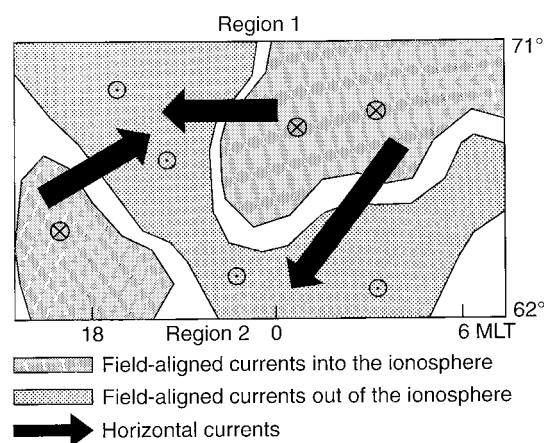 Region 1
71°
62°
18 Region 2 0 6 MLT
Field-aligned currents into the ionosphere
Field-aligned currents out of the ionosphere
Horizontal currents